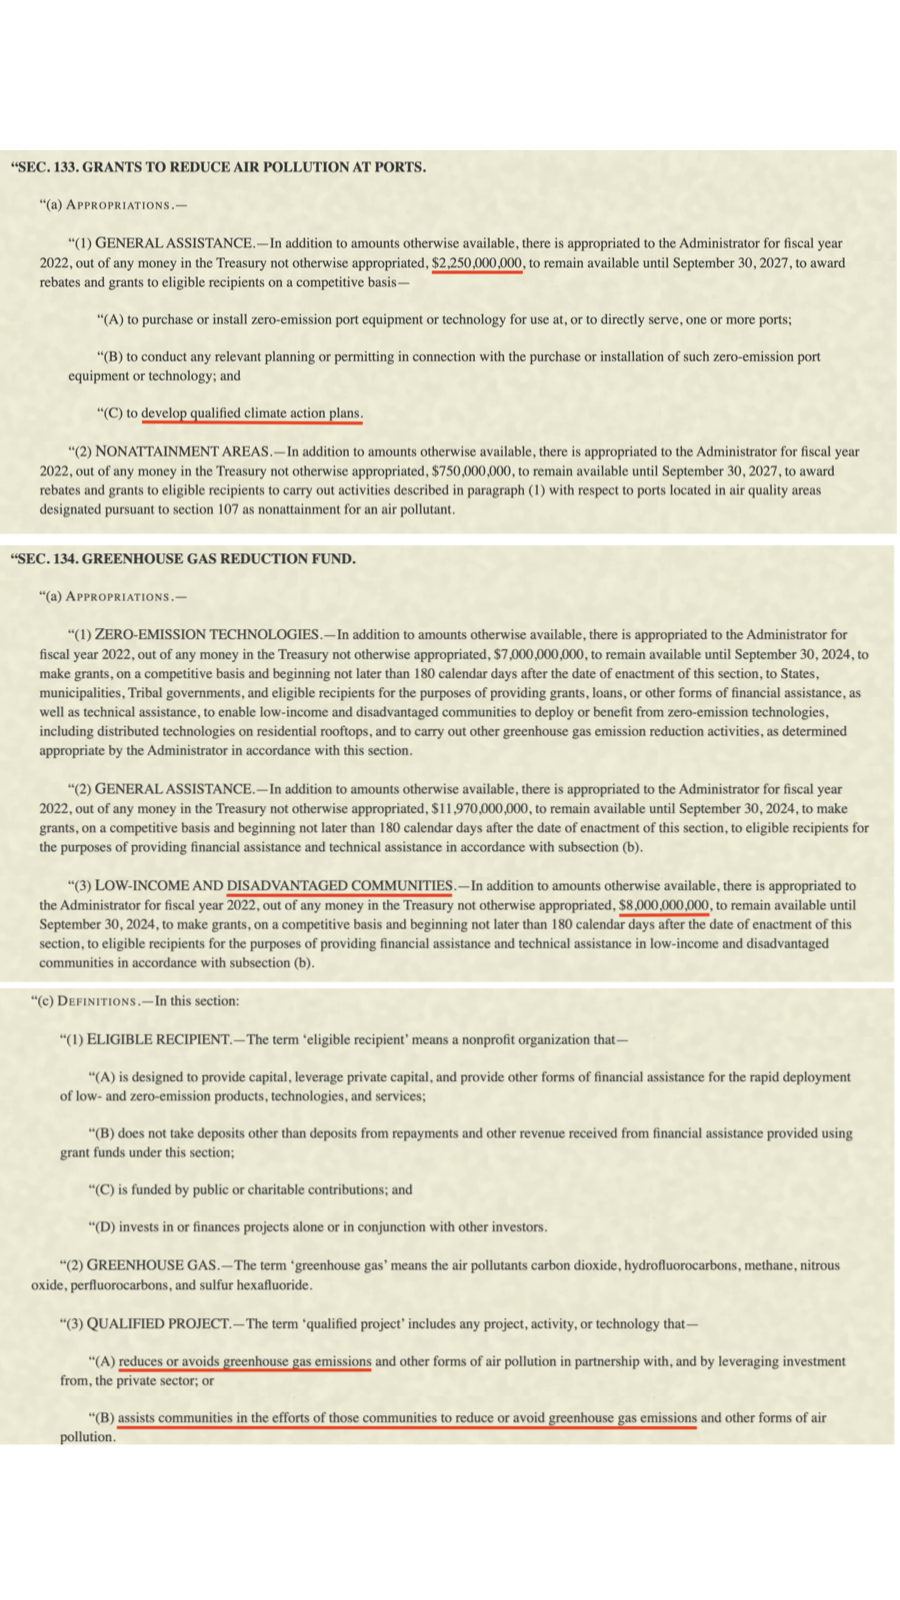 “SEC. 133. GRANTS TO REDUCE AIR POLLUTION AT PORTS.
“(a) APPROPRIATIONS.—
“(1) GENERAL ASSISTANCE.—In addition to amounts otherwise available, there is appropriated to the Administrator for fiscal year
2022, out of any money in the Treasury not otherwise appropriated, $2,250,000,000, to remain available until September 30, 2027, to award
rebates and grants to eligible recipients on a competitive basis—
“(A) to purchase or install zero-emission port equipment or technology for use at, or to directly serve, one or more ports;
“(B) to conduct any relevant planning or permitting in connection with the purchase or installation of such zero-emission port
equipment or technology; and
“(C) to develop qualified climate action plans.
“(2) NONATTAINMENT AREAS.—In addition to amounts otherwise available, there is appropriated to the Administrator for fiscal year
2022, out of any money in the Treasury not otherwise appropriated, $750,000,000, to remain available until September 30, 2027, to award
rebates and grants to eligible recipients to carry out activities described in paragraph (1) with respect to ports located in air quality areas
designated pursuant to section 107 as nonattainment for an air pollutant.
“SEC. 134. GREENHOUSE GAS REDUCTION FUND.
“(a) APPROPRIATIONS.—
“(1) ZERO-EMISSION TECHNOLOGIES.—In addition to amounts otherwise available, there is appropriated to the Administrator for
fiscal year 2022, out of any money in the Treasury not otherwise appropriated, $7,000,000,000, to remain available until September 30, 2024, to
make grants, on a competitive basis and beginning not later than 180 calendar days after the date of enactment of this section, to States,
municipalities, Tribal governments, and eligible recipients for the purposes of providing grants, loans, or other forms of financial assistance, as
well as technical assistance, to enable low-income and disadvantaged communities to deploy or benefit from zero-emission technologies,
including distributed technologies on residential rooftops, and to carry out other greenhouse gas emission reduction activities, as determined
appropriate by the Administrator in accordance with this section.
“(2) GENERAL ASSISTANCE.—In addition to amounts otherwise available, there is appropriated to the Administrator for fiscal year
2022, out of any money in the Treasury not otherwise appropriated, $11,970,000,000, to remain available until September 30, 2024, to make
grants, on a competitive basis and beginning not later than 180 calendar days after the date of enactment of this section, to eligible recipients for
the purposes of providing financial assistance and technical assistance in accordance with subsection (b).
“(3) LOW-INCOME AND DISADVANTAGED COMMUNITIES.—In addition to amounts otherwise available, there is appropriated to
the Administrator for fiscal year 2022, out of any money in the Treasury not otherwise appropriated, $8,000,000,000, to remain available until
September 30, 2024, to make grants, on a competitive basis and beginning not later than 180 calendar days after the date of enactment of this
section, to eligible recipients for the purposes of providing financial assistance and technical assistance in low-income and disadvantaged
communities in accordance with subsection (b).
“(c) DEFINITIONS.—In this section:
“(1) ELIGIBLE RECIPIENT.—The term ‘eligible recipient’ means a nonprofit organization that—
“(A) is designed to provide capital, leverage private capital, and provide other forms of financial assistance for the rapid deployment
of low- and zero-emission products, technologies, and services;
“(B) does not take deposits other than deposits from repayments and other revenue received from financial assistance provided using
grant funds under this section;
“(C) is funded by public or charitable contributions; and
“(D) invests in or finances projects alone or in conjunction with other investors.
“(2) GREENHOUSE GAS.—The term ‘greenhouse gas’ means the air pollutants carbon dioxide, hydrofluorocarbons, methane, nitrous
oxide, perfluorocarbons, and sulfur hexafluoride.
“(3) QUALIFIED PROJECT.—The term ‘qualified project’ includes any project, activity, or technology that—
“(A) reduces or avoids greenhouse gas emissions and other forms of air pollution in partnership with, and by leveraging investment
from, the private sector; or
“(B) assists communities in the efforts of those communities to reduce or avoid greenhouse gas emissions and other forms of air
pollution.